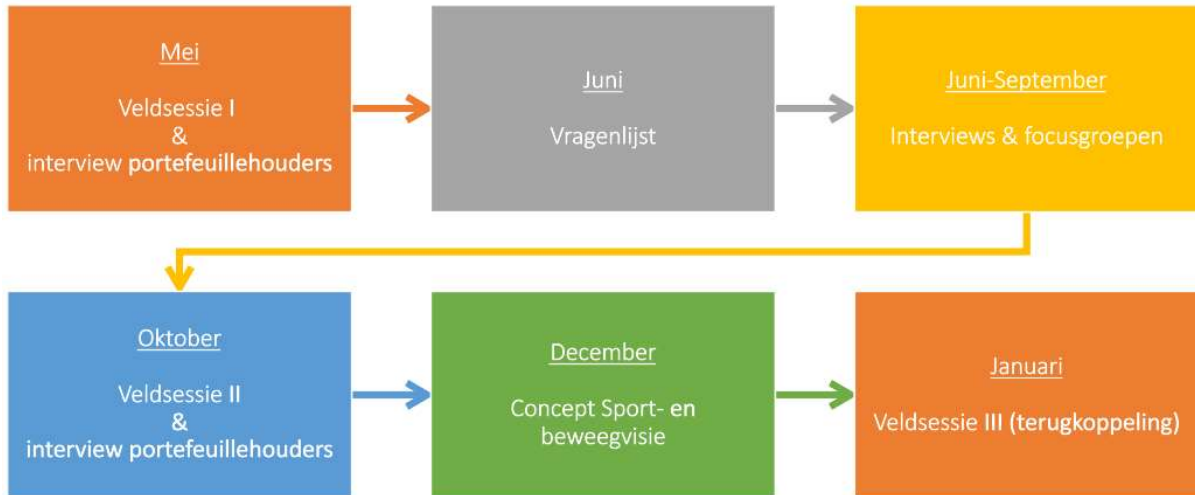 Mei
Veldsessie I
&
interview portefeuillehouders
Juni
Vragenlijst
Juni-September
Interviews & focusgroepen
Oktober
Veldsessie II
&
interview portefeuillehouders
December
Concept Sport- en
beweegvisie
Januari
Veldsessie III (terugkoppeling)